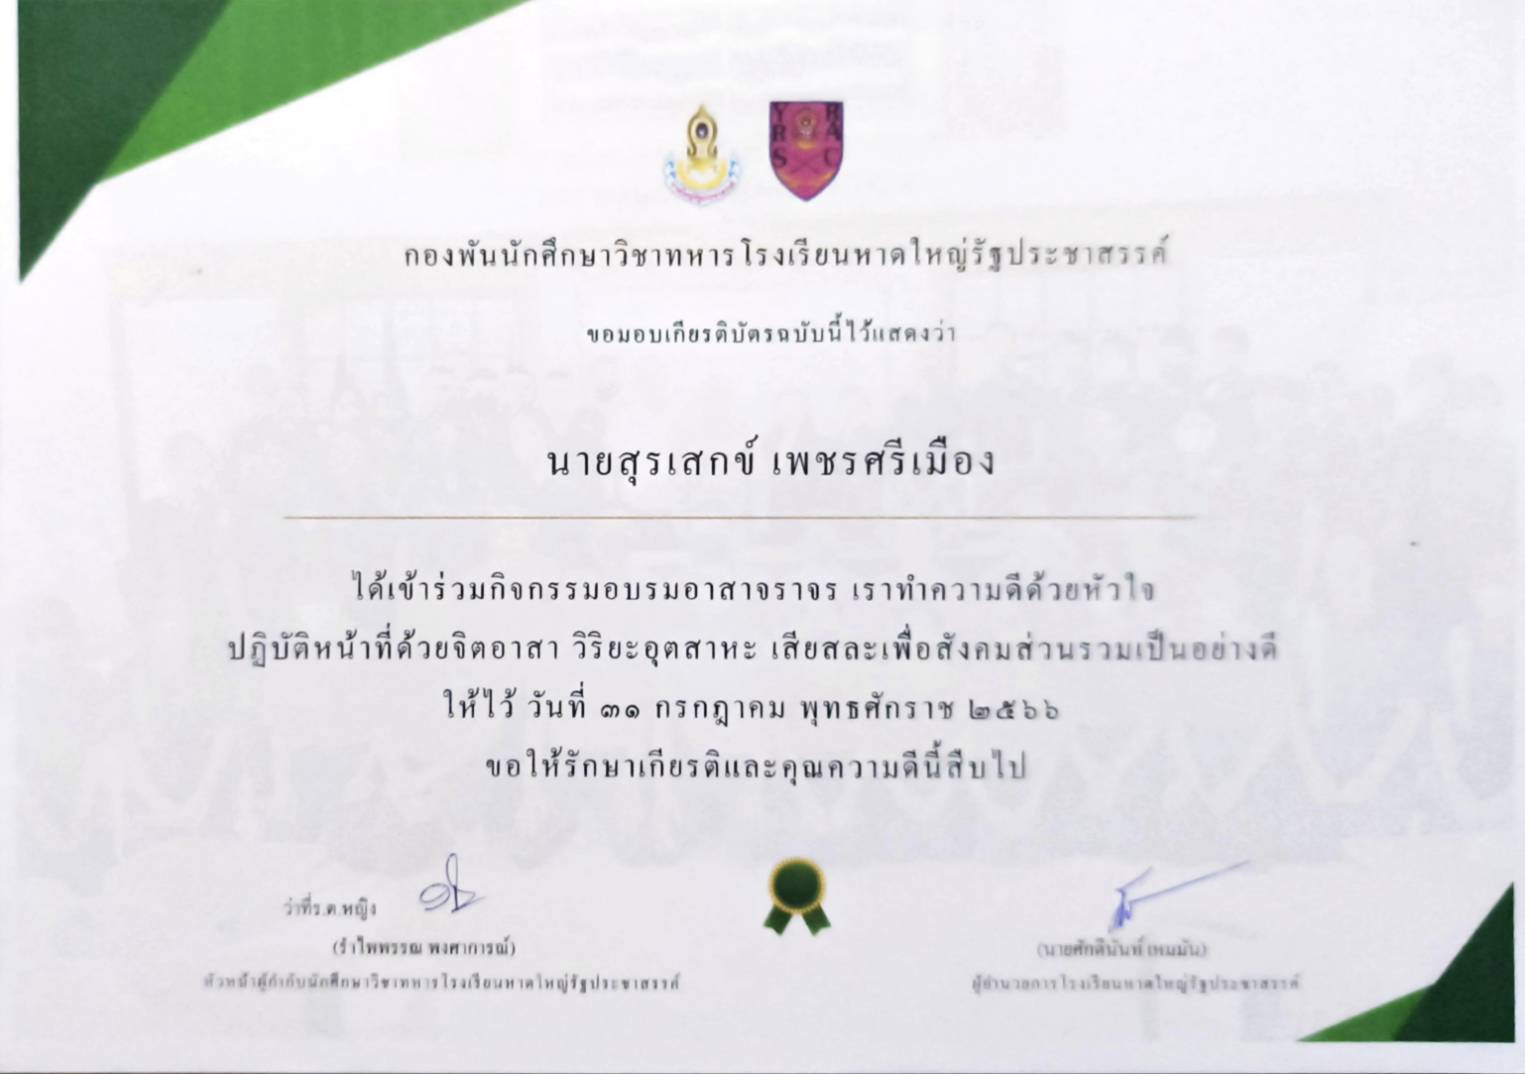 Y R
R A
S C
กองพันนักศึกษาวิชาทหารโรงเรียนหาดใหญ่รัฐประชาสรรค์
ขอมอบเกียรติบัตรฉบับนี้ไว้แสดงว่า
นายสุรเสกข์ เพชรศรีเมือง
ได้เข้าร่วมกิจกรรมอบรมอาสาจราจร เราทำความดีด้วยหัวใจ
ปฏิบัติหน้าที่ด้วยจิตอาสา วิริยะอุตสาหะ เสียสละเพื่อสังคมส่วนรวมเป็นอย่างดี
ให้ไว้ วันที่ ๓๑ กรกฎาคม พุทธศักราช ๒๕๖๖
ขอให้รักษาเกียรติและคุณความดีนี้สืบไป
ว่าที่ร.ต.หญิง
(รำไพพรรณ พงศาการณ์)
หัวหน้าผู้กำกับนักศึกษาวิชาทหารโรงเรียนหาดใหญ่รัฐประชาสรรค์
(นายศักดินันท์ เหมมัน)
ผู้อำนวยการโรงเรียนหาดใหญ่รัฐประชาสรรค์